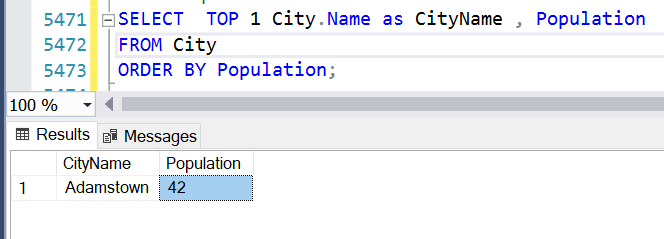 5471 SELECT  TOP 1 City.Name as CityName , Population
5472 FROM City
5473 ORDER BY Population;
100 %
Results Messages
CityName Population
1 Adamstown 42